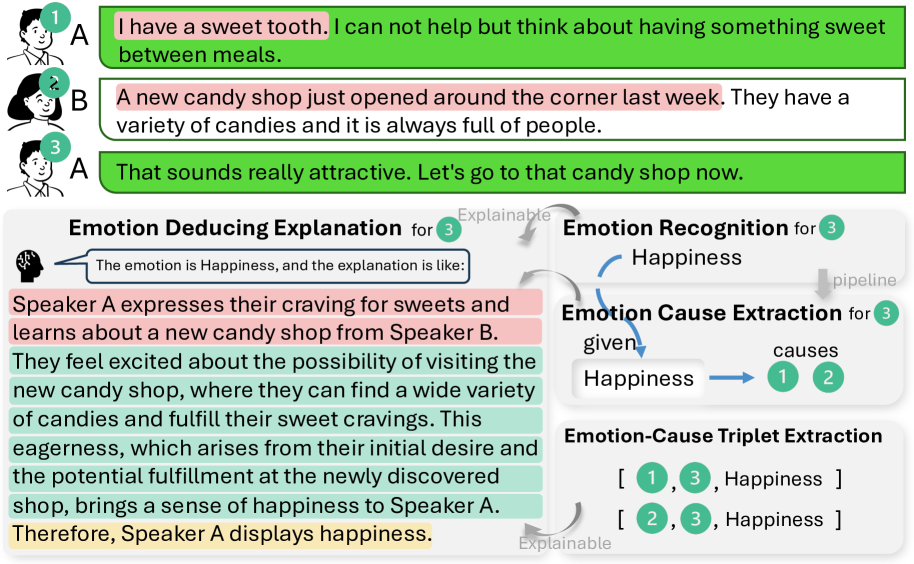 1
A
I have a sweet tooth. I can not help but think about having something sweet
between meals.
2
B
A new candy shop just opened around the corner last week. They have a
variety of candies and it is always full of people.
3
A
That sounds really attractive. Let's go to that candy shop now.
Emotion Deducing Explanation for 3
Explainable
The emotion is Happiness, and the explanation is like:
Speaker A expresses their craving for sweets and
learns about a new candy shop from Speaker B.
They feel excited about the possibility of visiting the
new candy shop, where they can find a wide variety
of candies and fulfill their sweet cravings. This
eagerness, which arises from their initial desire and
the potential fulfillment at the newly discovered
shop, brings a sense of happiness to Speaker A.
Therefore, Speaker A displays happiness.
Emotion Recognition for 3
Happiness
pipeline
Emotion Cause Extraction for 3
given
causes
Happiness
1 2
Emotion-Cause Triplet Extraction
[ 1 , 3 , Happiness ]
[ 2 , 3 , Happiness ]
Explainable